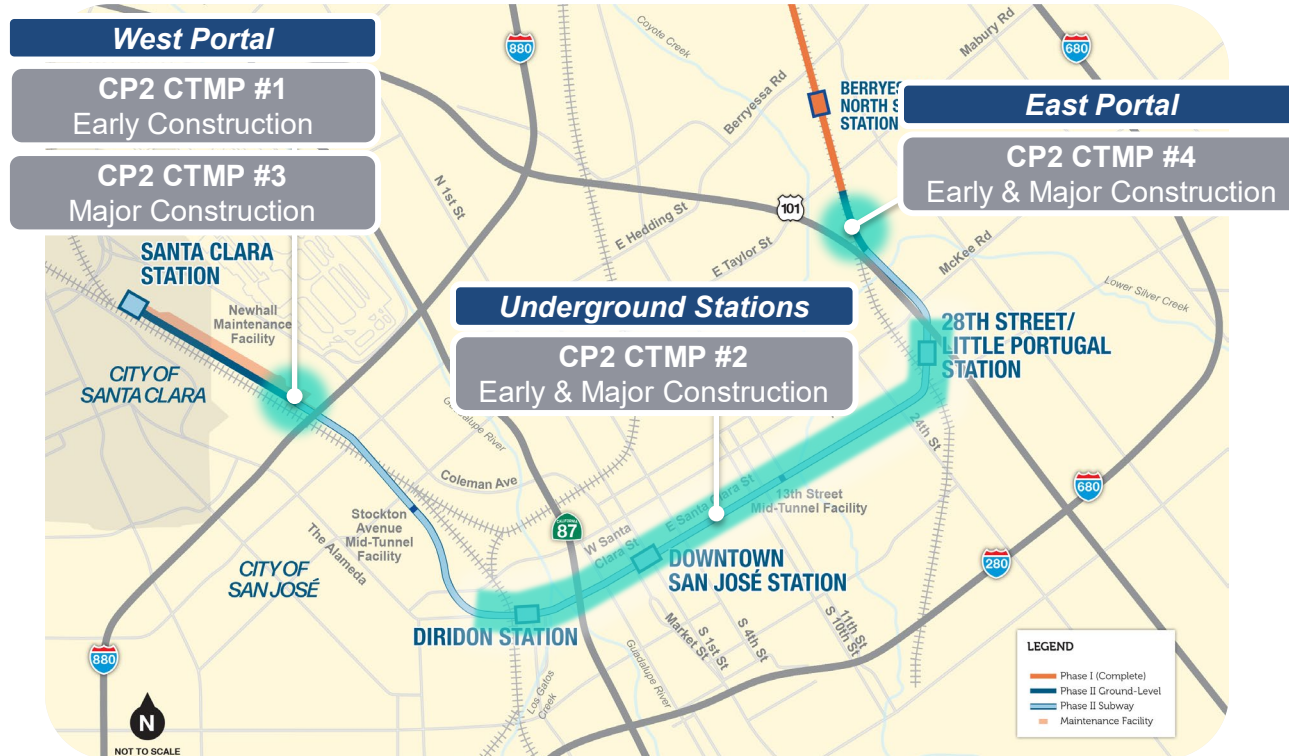 West Portal
CP2 CTMP #1
Early Construction
CP2 CTMP #3
Major Construction
East Portal
CP2 CTMP #4
Early & Major Construction
Underground Stations
CP2 CTMP #2
Early & Major Construction
880
Coyote Creek
Mabury Rd
680
Berryessa Rd
NORTH S
STATION
N 1st St
101
E Hedding St
E Taylor St
McKee Rd
Lower Silver Creek
SANTA CLARA
STATION
Newhall
Maintenance
Facility
CITY OF
SANTA CLARA
28TH STREET/
LITTLE PORTUGAL
STATION
24th St
Coleman Ave
Stockton
Avenue
Mid-Tunnel
Facility
The Alameda
CITY OF
SAN JOSÉ
CALIFORNIA
87
W Santa
Clara St
E Santa Clara St
13th Street
Mid-Tunnel Facility
680
280
DOWNTOWN
SAN JOSÉ STATION
DIRIDON STATION
Market St
S 1st St
S 4th St
S 10th St
11th St
Guadalupe River
Los Gatos
Creek
880
N
NOT TO SCALE
LEGEND
Phase I (Complete)
Phase II Ground-Level
Phase II Subway
Maintenance Facility